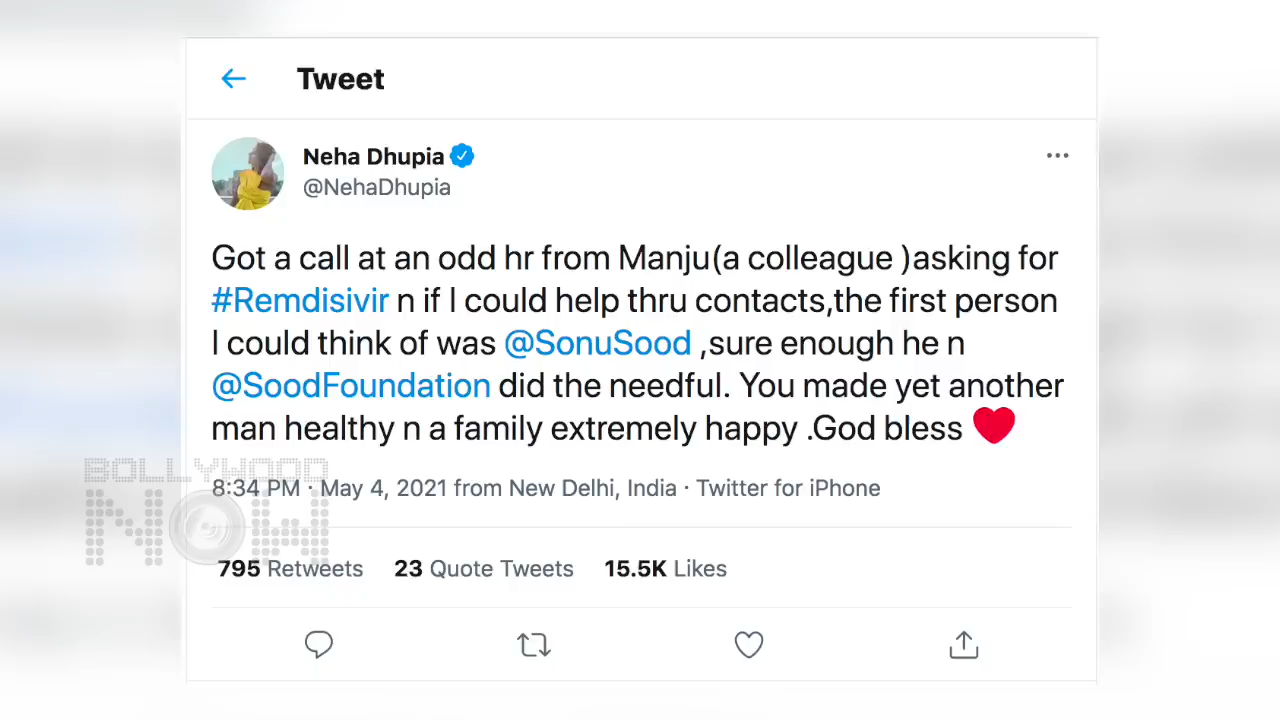 Tweet
Neha Dhupia
@NehaDhupia
Got a call at an odd hr from Manju(a colleague )asking for
#Remdisivir n if I could help thru contacts,the first person
I could think of was @SonuSood ,sure enough he n
@SoodFoundation did the needful. You made yet another
man healthy n a family extremely happy .God bless ❤️
8:34 PM · May 4, 2021 from New Delhi, India · Twitter for iPhone
795 Retweets 23 Quote Tweets 15.5K Likes
BOLLYWOOD
NOW